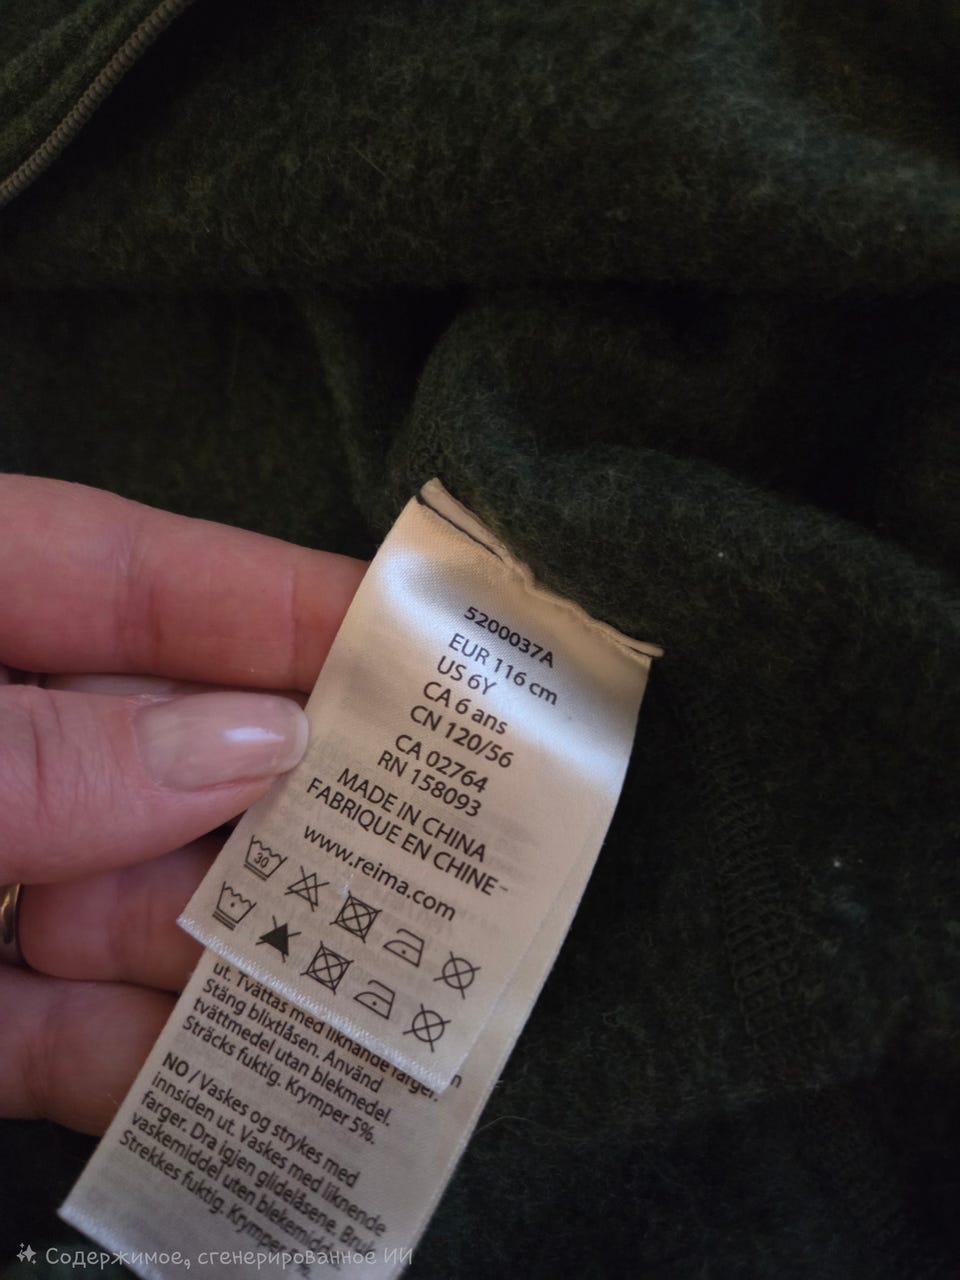 5200037A
EUR 116 cm
US 6Y
CA 6 ans
CN 120/56
CA 02764
RN 158093
MADE IN CHINA
FABRIQUE EN CHINE
www.reima.com
30
ut. Tvättas med liknande färger.
Stäng blixtlåsen. Använd
tvättmedel utan blekmedel.
Sträcks fuktig. Krymper 5%.
NO / Vaskes og strykes med
innsiden ut. Vaskes med liknende
farger. Dra igjen glidelåsene.
vaskemiddel uten
Strekkes fuktig. Krymper
Содержимое, сгенерированное ИИ